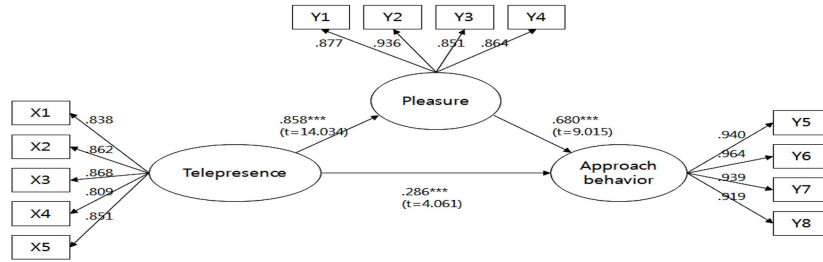 Y1 Y2 Y3 Y4
.877 .936 .851 .864
Pleasure
X1
X2
X3
X4
X5
.838
.862
.868
.809
.851
.858***
(t=14.034)
.680***
(t=9.015)
Telepresence
.286***
(t=4.061)
Approach
behavior
.940
.964
.939
.919
Y5
Y6
Y7
Y8